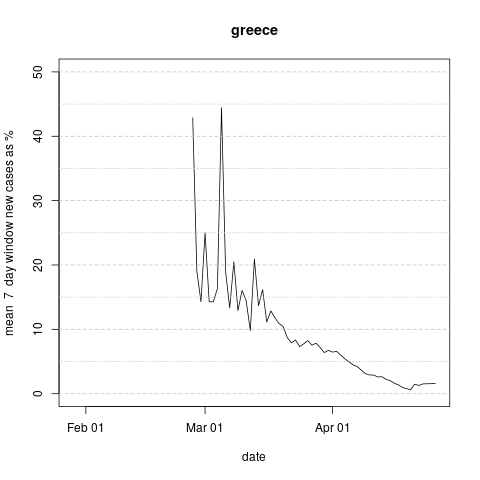 greece
mean 7 day window new cases as %
50
40
30
20
10
0
Feb 01
Mar 01
Apr 01
date